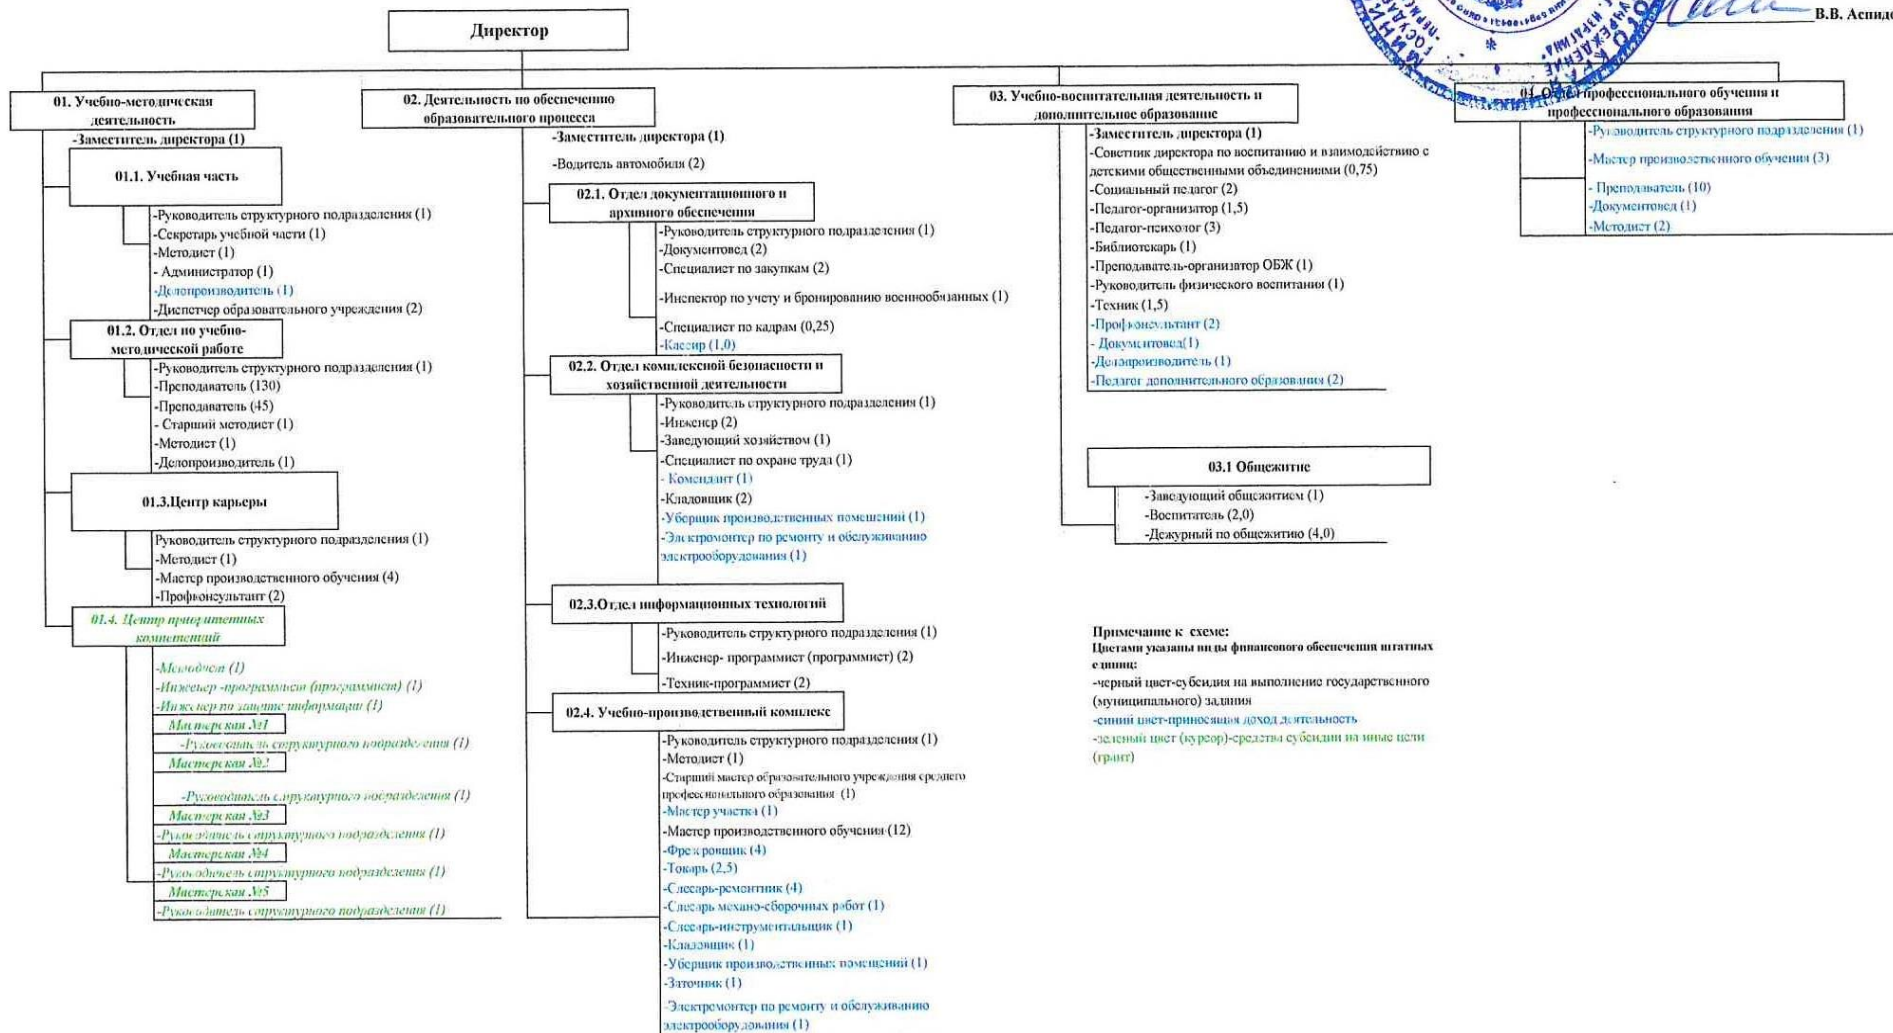 В.В. Аспидо
Директор
01. Учебно-методическая
деятельность
-Заместитель директора (1)
01.1. Учебная часть
-Руководитель структурного подразделения (1)
-Секретарь учебной части (1)
-Методист (1)
- Администратор (1)
-Делопроизводитель (1)
-Диспетчер образовательного учреждения (2)
01.2. Отдел по учебно-
методической работе
-Руководитель структурного подразделения (1)
-Преподаватель (130)
-Преподаватель (45)
- Старший методист (1)
-Методист (1)
-Делопроизводитель (1)
01.3.Центр карьеры
Руководитель структурного подразделения (1)
-Методист (1)
-Мастер производственного обучения (4)
-Профконсультант (2)
01.4. Центр приоритетных
компетенций
-Методист (1)
-Инженер -программист (программист) (1)
-Инженер по защите информации (1)
Мастерская №1
-Руководитель структурного подразделения (1)
Мастерская №2
-Руководитель структурного подразделения (1)
Мастерская №3
-Руководитель структурного подразделения (1)
Мастерская №4
-Руководитель структурного подразделения (1)
Мастерская №5
-Руководитель структурного подразделения (1)
02. Деятельность по обеспечению
образовательного процесса
-Заместитель директора (1)
-Водитель автомобиля (2)
02.1. Отдел документационного и
архивного обеспечения
-Руководитель структурного подразделения (1)
-Документовед (2)
-Специалист по закупкам (2)
-Инспектор по учету и бронированию военнообязанных (1)
-Специалист по кадрам (0,25)
-Кассир (1,0)
02.2. Отдел комплексной безопасности и
хозяйственной деятельности
-Руководитель структурного подразделения (1)
-Инженер (2)
-Заведующий хозяйством (1)
-Специалист по охране труда (1)
- Комендант (1)
-Кладовщик (2)
-Уборщик производственных помещений (1)
-Электромонтер по ремонту и обслуживанию
электрооборудования (1)
02.3.Отдел информационных технологий
-Руководитель структурного подразделения (1)
-Инженер- программист (программист) (2)
-Техник-программист (2)
02.4. Учебно-производственный комплекс
-Руководитель структурного подразделения (1)
-Методист (1)
-Старший мастер образовательного учреждения среднего
профессионального образования (1)
-Мастер участка (1)
-Мастер производственного обучения (12)
-Фрезеровщик (4)
-Токарь (2,5)
-Слесарь-ремонтник (4)
-Слесарь механо-сборочных работ (1)
-Слесарь-инструментальщик (1)
-Кладовщик (1)
-Уборщик производственных помещений (1)
-Заточник (1)
-Электромонтер по ремонту и обслуживанию
электрооборудования (1)
03. Учебно-воспитательная деятельность и
дополнительное образование
-Заместитель директора (1)
-Советник директора по воспитанию и взаимодействию с
детскими общественными объединениями (0,75)
-Социальный педагог (2)
-Педагог-организатор (1,5)
-Педагог-психолог (3)
-Библиотекарь (1)
-Преподаватель-организатор ОБЖ (1)
-Руководитель физического воспитания (1)
-Техник (1,5)
-Профконсультант (2)
- Документовед(1)
-Делопроизводитель (1)
-Педагог дополнительного образования (2)
03.1 Общежитие
-Заведующий общежитием (1)
-Воспитатель (2,0)
-Дежурный по общежитию (4,0)
04. Отдел профессионального обучения и
профессионального образования
-Руководитель структурного подразделения (1)
-Мастер производственного обучения (3)
- Преподаватель (10)
-Документовед (1)
-Методист (2)
Примечание к схеме:
Цветами указаны виды финансового обеспечения штатных
единиц:
-черный цвет-субсидия на выполнение государственного
(муниципального) задания
-синий цвет-приносящая доход деятельность
-зеленый цвет (курсор)-средства субсидии на иные цели
(грант)